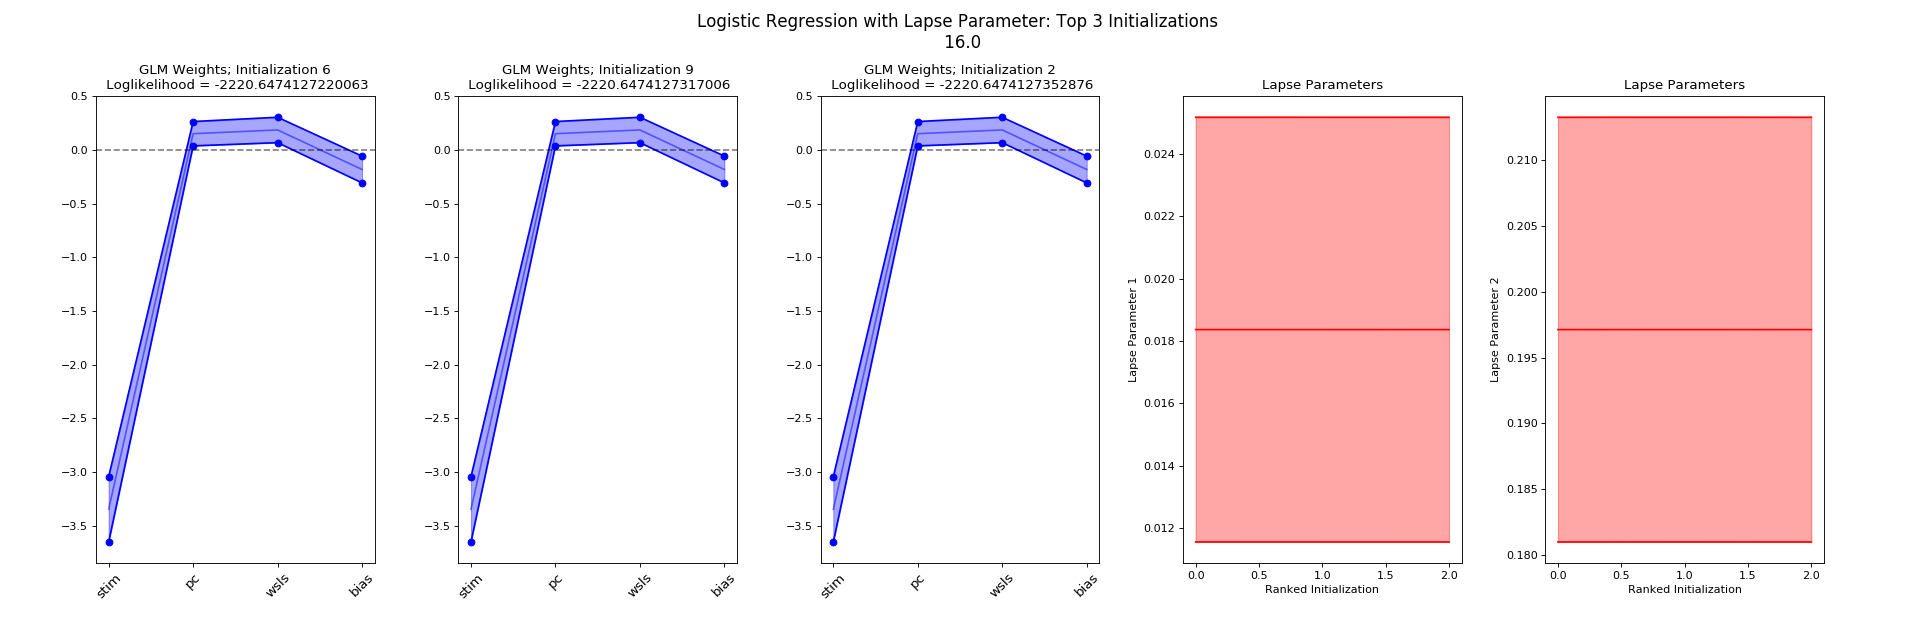 Logistic Regression with Lapse Parameter: Top 3 Initializations
16.0
GLM Weights; Initialization 6
Loglikelihood = -2220.6474127220063
0.5
0.0
−0.5
−1.0
−1.5
−2.0
−2.5
−3.0
−3.5
stim
pc
wsls
bias
GLM Weights; Initialization 9
Loglikelihood = -2220.6474127317006
0.5
0.0
−0.5
−1.0
−1.5
−2.0
−2.5
−3.0
−3.5
stim
pc
wsls
bias
GLM Weights; Initialization 2
Loglikelihood = -2220.6474127352876
0.5
0.0
−0.5
−1.0
−1.5
−2.0
−2.5
−3.0
−3.5
stim
pc
wsls
bias
Lapse Parameters
Lapse Parameter 1
0.024
0.022
0.020
0.018
0.016
0.014
0.012
0.0
0.5
1.0
1.5
2.0
Ranked Initialization
Lapse Parameters
Lapse Parameter 2
0.210
0.205
0.200
0.195
0.190
0.185
0.180
0.0
0.5
1.0
1.5
2.0
Ranked Initialization